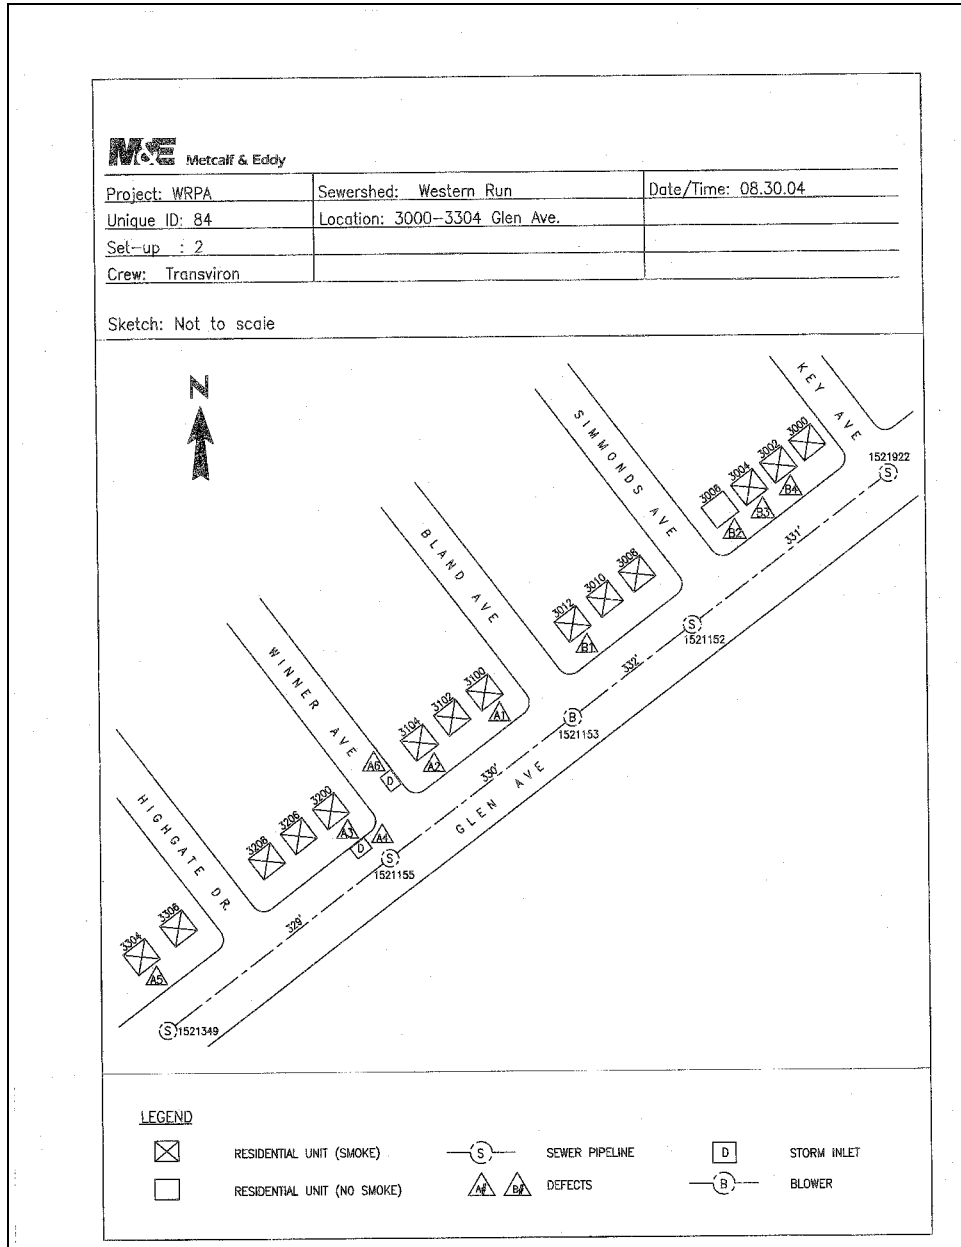 M&E Metcalf & Eddy
Project: WRPA
Sewershed: Western Run
Date/Time: 08.30.04
Unique ID: 84
Location: 3000-3304 Glen Ave.
Set-up : 2
Crew: Transviron
Sketch: Not to scale
N
KEY AVE
SIMMONDS AVE
3000
3002
3004
3006
1521922
S
B4
B3
B2
331'
BLAND AVE
3008
3010
3012
B1
S
1521152
332'
WINNER AVE
3100
3102
3104
A1
A2
A6
D
B
1521153
330'
GLEN AVE
HIGHGATE DR.
3200
3206
3208
A3
A4
D
S
1521155
329'
3306
3304
A5
S 1521349
LEGEND
RESIDENTIAL UNIT (SMOKE)
S SEWER PIPELINE
D STORM INLET
RESIDENTIAL UNIT (NO SMOKE)
A# B# DEFECTS
B BLOWER